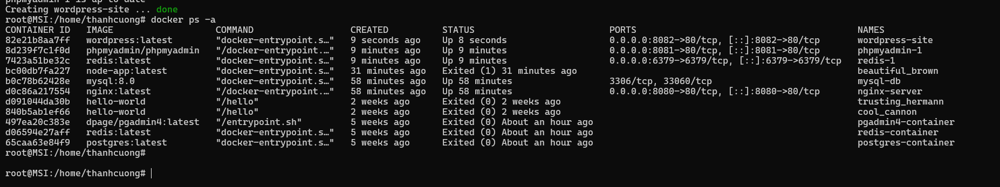 phpmyadmin-1 is up-to-date
Creating wordpress-site ... done
root@MSI:/home/thanhcuong# docker ps -a
CONTAINER ID   IMAGE                   COMMAND                  CREATED          STATUS                         PORTS                                         NAMES
82e21b8aa7ff   wordpress:latest        "docker-entrypoint.s…"   9 seconds ago    Up 8 seconds                   0.0.0.0:8082->80/tcp, [::]:8082->80/tcp       wordpress-site
8d239f7c1f0d   phpmyadmin/phpmyadmin   "/docker-entrypoint.…"   9 minutes ago    Up 9 minutes                   0.0.0.0:8081->80/tcp, [::]:8081->80/tcp       phpmyadmin-1
7423a51be32c   redis:latest            "docker-entrypoint.s…"   9 minutes ago    Up 9 minutes                   0.0.0.0:6379->6379/tcp, [::]:6379->6379/tcp   redis-1
bc00db7fa227   node-app:latest         "docker-entrypoint.s…"   31 minutes ago   Exited (1) 31 minutes ago                                                    beautiful_brown
b0c78b62428e   mysql:8.0               "docker-entrypoint.s…"   58 minutes ago   Up 58 minutes                  3306/tcp, 33060/tcp                           mysql-db
d0c86a217554   nginx:latest            "/docker-entrypoint.…"   58 minutes ago   Up 58 minutes                  0.0.0.0:8080->80/tcp, [::]:8080->80/tcp       nginx-server
d091044da30b   hello-world             "/hello"                 2 weeks ago      Exited (0) 2 weeks ago                                                       trusting_hermann
840b5ab1ef66   hello-world             "/hello"                 2 weeks ago      Exited (0) 2 weeks ago                                                       cool_cannon
497ea20c383e   dpage/pgadmin4:latest   "/entrypoint.sh"         5 weeks ago      Exited (0) About an hour ago                                                 pgadmin4-container
d06594e27aff   redis:latest            "docker-entrypoint.s…"   5 weeks ago      Exited (0) About an hour ago                                                 redis-container
65caa63e84f9   postgres:latest         "docker-entrypoint.s…"   5 weeks ago      Exited (0) About an hour ago                                                 postgres-container
root@MSI:/home/thanhcuong#
root@MSI:/home/thanhcuong#